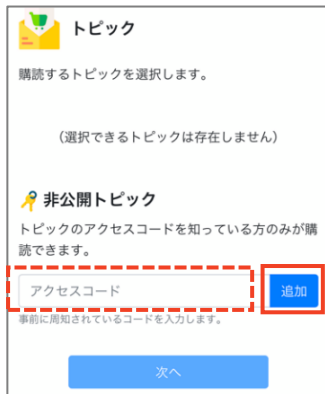 トピック
購読するトピックを選択します。
（選択できるトピックは存在しません）
非公開トピック
トピックのアクセスコードを知っている方のみが購
読できます。
アクセスコード
追加
事前に周知されているコードを入力します。
次へ